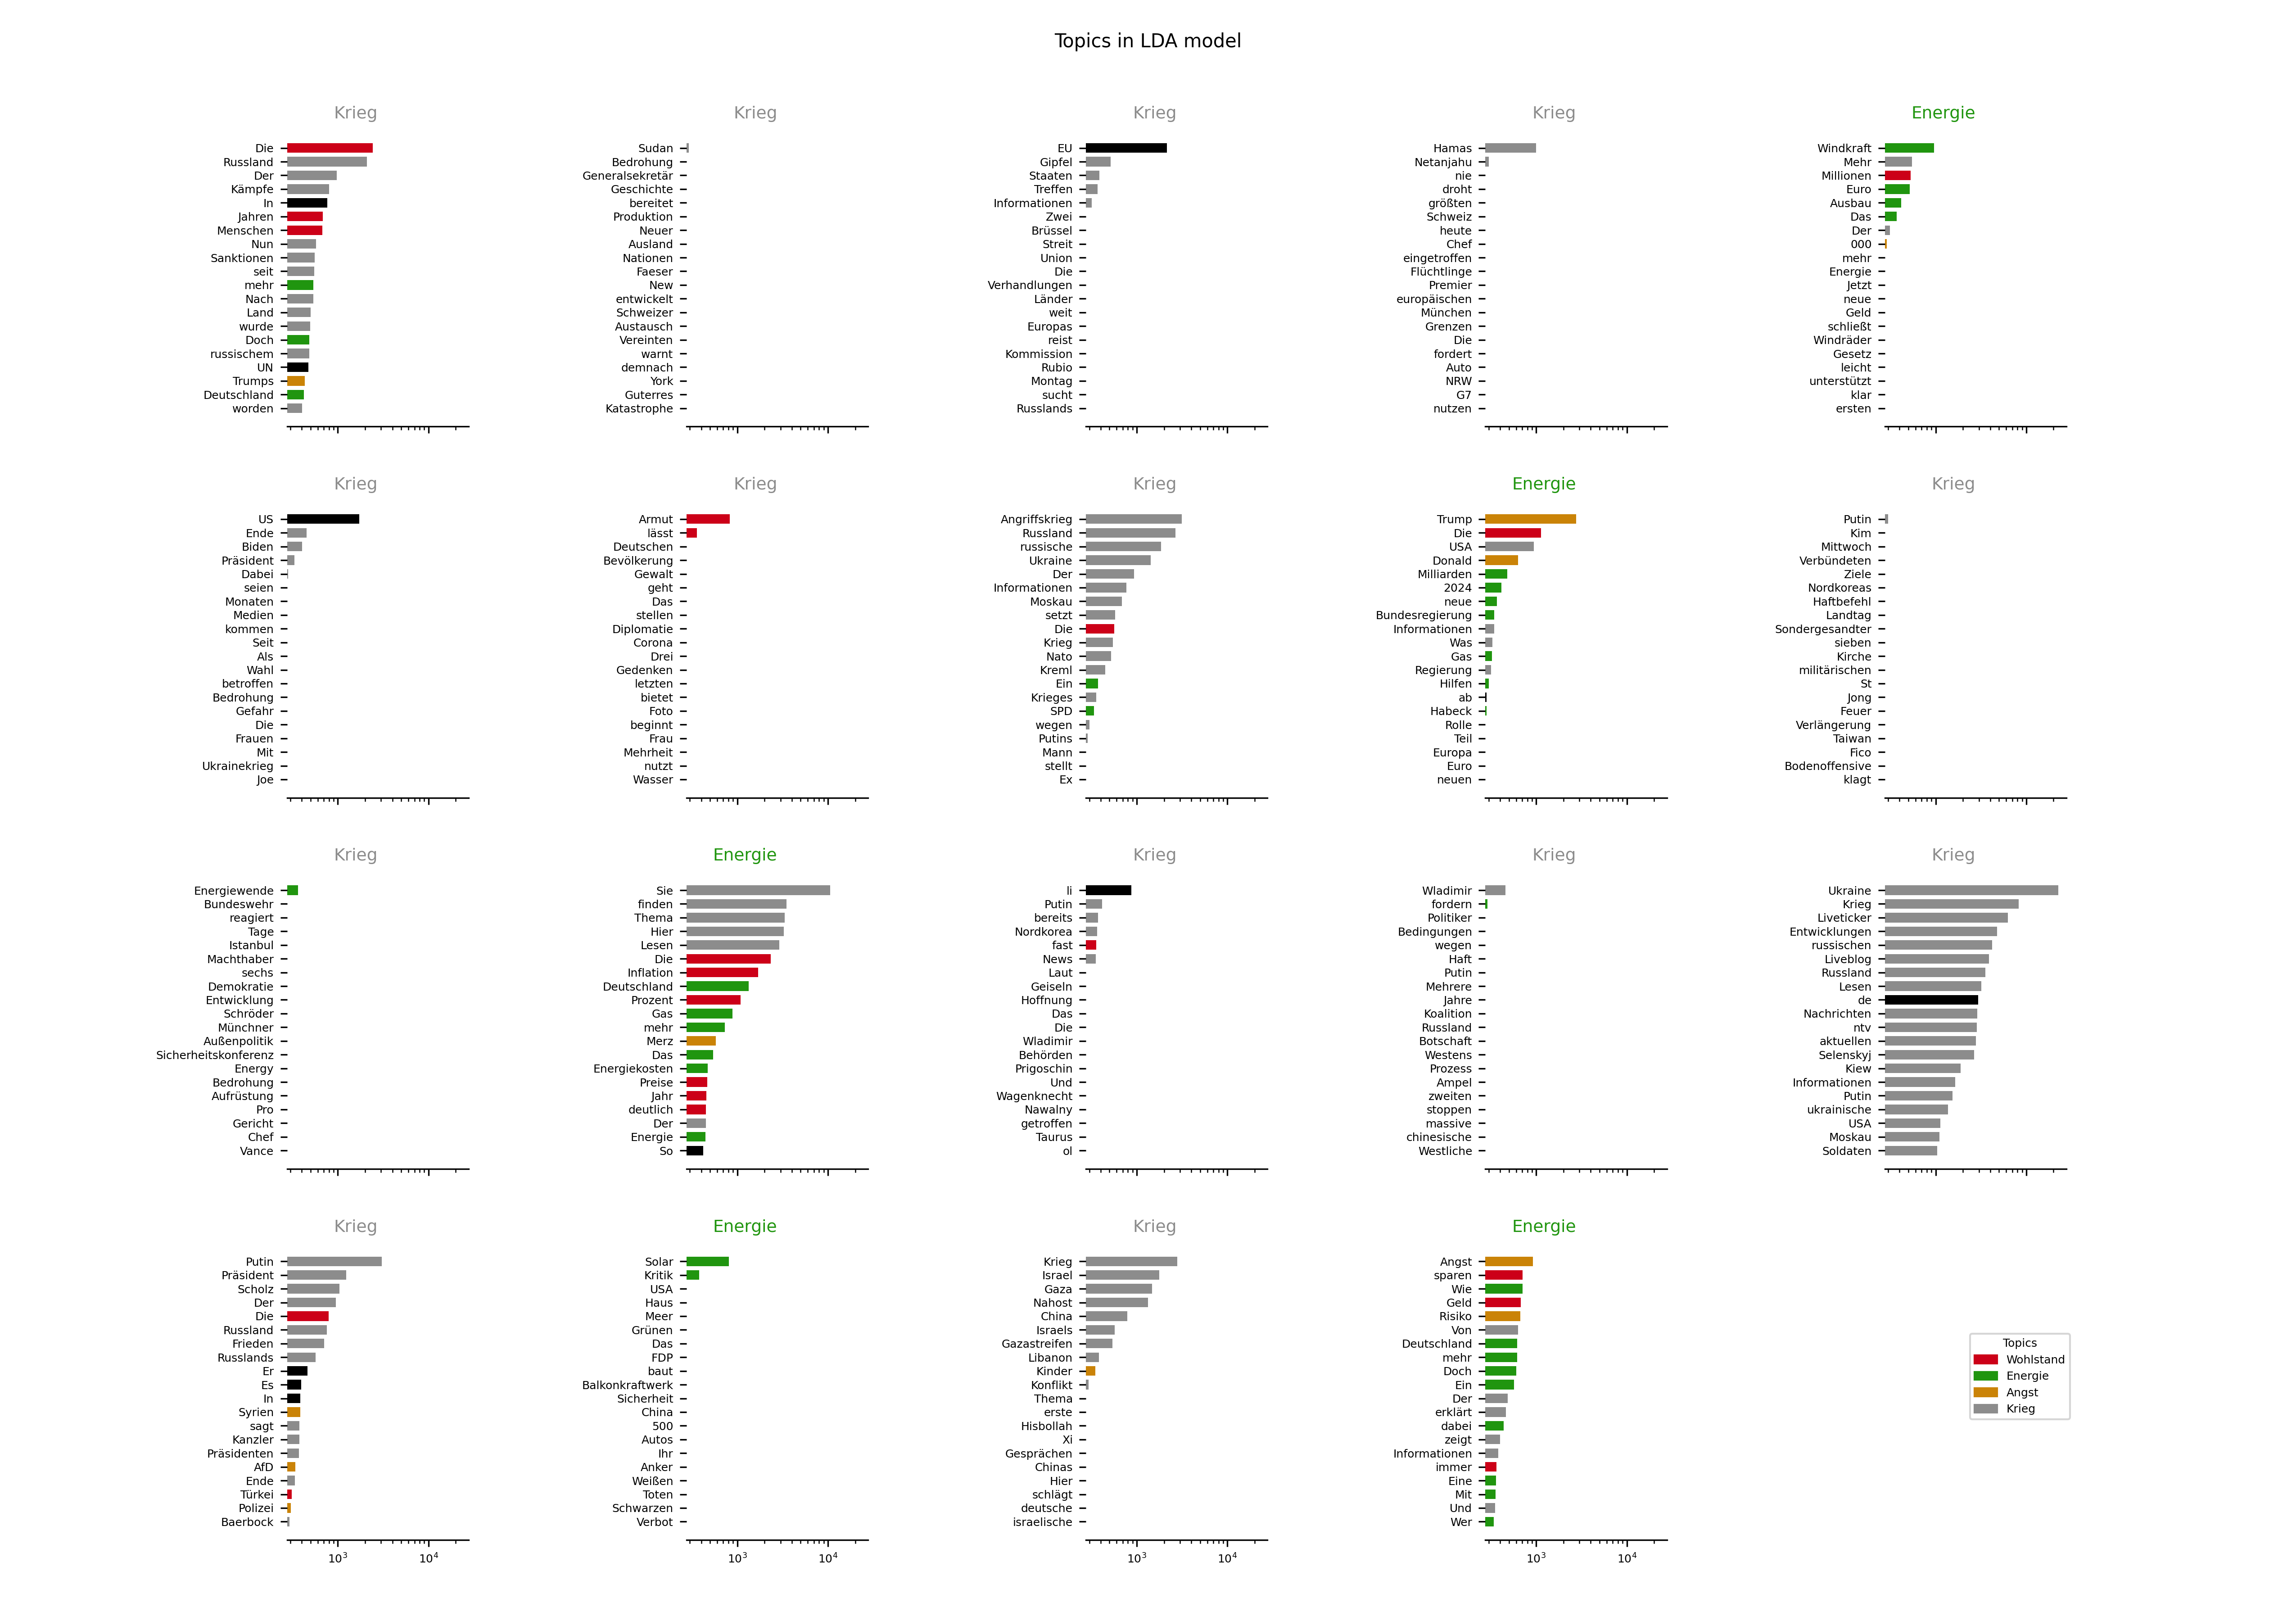 Topics in LDA model
Krieg
Die
Russland
Der
Kämpfe
In
Jahren
Menschen
Nun
Sanktionen
seit
mehr
Nach
Land
wurde
Doch
russischem
UN
Trumps
Deutschland
worden
Krieg
Sudan
Bedrohung
Generalsekretär
Geschichte
bereitet
Produktion
Neuer
Ausland
Nationen
Faeser
New
entwickelt
Schweizer
Austausch
Vereinten
warnt
demnach
York
Guterres
Katastrophe
Krieg
EU
Gipfel
Staaten
Treffen
Informationen
Zwei
Brüssel
Streit
Union
Die
Verhandlungen
Länder
weit
Europas
reist
Kommission
Rubio
Montag
sucht
Russlands
Krieg
Hamas
Netanjahu
nie
droht
größten
Schweiz
heute
Chef
eingetroffen
Flüchtlinge
Premier
europäischen
München
Grenzen
Die
fordert
Auto
NRW
G7
nutzen
Energie
Windkraft
Mehr
Millionen
Euro
Ausbau
Das
Der
000
mehr
Energie
Jetzt
neue
Geld
schließt
Windräder
Gesetz
leicht
unterstützt
klar
ersten
Krieg
US
Ende
Biden
Präsident
Dabei
seien
Monaten
Medien
kommen
Seit
Als
Wahl
betroffen
Bedrohung
Gefahr
Die
Frauen
Mit
Ukrainekrieg
Joe
Krieg
Armut
lässt
Deutschen
Bevölkerung
Gewalt
geht
Das
stellen
Diplomatie
Corona
Drei
Gedenken
letzten
bietet
Foto
beginnt
Frau
Mehrheit
nutzt
Wasser
Krieg
Angriffskrieg
Russland
russische
Ukraine
Der
Informationen
Moskau
setzt
Die
Krieg
Nato
Kreml
Ein
Krieges
SPD
wegen
Putins
Mann
stellt
Ex
Energie
Trump
Die
USA
Donald
Milliarden
2024
neue
Bundesregierung
Informationen
Was
Gas
Regierung
Hilfen
ab
Habeck
Rolle
Teil
Europa
Euro
neuen
Krieg
Putin
Kim
Mittwoch
Verbündeten
Ziele
Nordkoreas
Haftbefehl
Landtag
Sondergesandter
sieben
Kirche
militärischen
St
Jong
Feuer
Verlängerung
Taiwan
Fico
Bodenoffensive
klagt
Krieg
Energiewende
Bundeswehr
reagiert
Tage
Istanbul
Machthaber
sechs
Demokratie
Entwicklung
Schröder
Münchner
Außenpolitik
Sicherheitskonferenz
Energy
Bedrohung
Aufrüstung
Pro
Gericht
Chef
Vance
Energie
Sie
finden
Thema
Hier
Lesen
Die
Inflation
Deutschland
Prozent
Gas
mehr
Merz
Das
Energiekosten
Preise
Jahr
deutlich
Der
Energie
So
Krieg
li
Putin
bereits
Nordkorea
fast
News
Laut
Geiseln
Hoffnung
Das
Die
Wladimir
Behörden
Prigoschin
Und
Wagenknecht
Nawalny
getroffen
Taurus
ol
Krieg
Wladimir
fordern
Politiker
Bedingungen
wegen
Haft
Putin
Mehrere
Jahre
Koalition
Russland
Botschaft
Westens
Prozess
Ampel
zweiten
stoppen
massive
chinesische
Westliche
Krieg
Ukraine
Krieg
Liveticker
Entwicklungen
russischen
Liveblog
Russland
Lesen
de
Nachrichten
ntv
aktuellen
Selenskyj
Kiew
Informationen
Putin
ukrainische
USA
Moskau
Soldaten
Krieg
Putin
Präsident
Scholz
Der
Die
Russland
Frieden
Russlands
Er
Es
In
Syrien
sagt
Kanzler
Präsidenten
AfD
Ende
Türkei
Polizei
Baerbock
10³ 10⁴
Energie
Solar
Kritik
USA
Haus
Meer
Grünen
Das
FDP
baut
Balkonkraftwerk
Sicherheit
China
500
Autos
Ihr
Anker
Weißen
Toten
Schwarzen
Verbot
10³ 10⁴
Krieg
Krieg
Israel
Gaza
Nahost
China
Israels
Gazastreifen
Libanon
Kinder
Konflikt
Thema
erste
Hisbollah
Xi
Gesprächen
Chinas
Hier
schlägt
deutsche
israelische
10³ 10⁴
Energie
Angst
sparen
Wie
Geld
Risiko
Von
Deutschland
mehr
Doch
Ein
Der
erklärt
dabei
zeigt
Informationen
immer
Eine
Mit
Und
Wer
10³ 10⁴
Topics
Wohlstand
Energie
Angst
Krieg